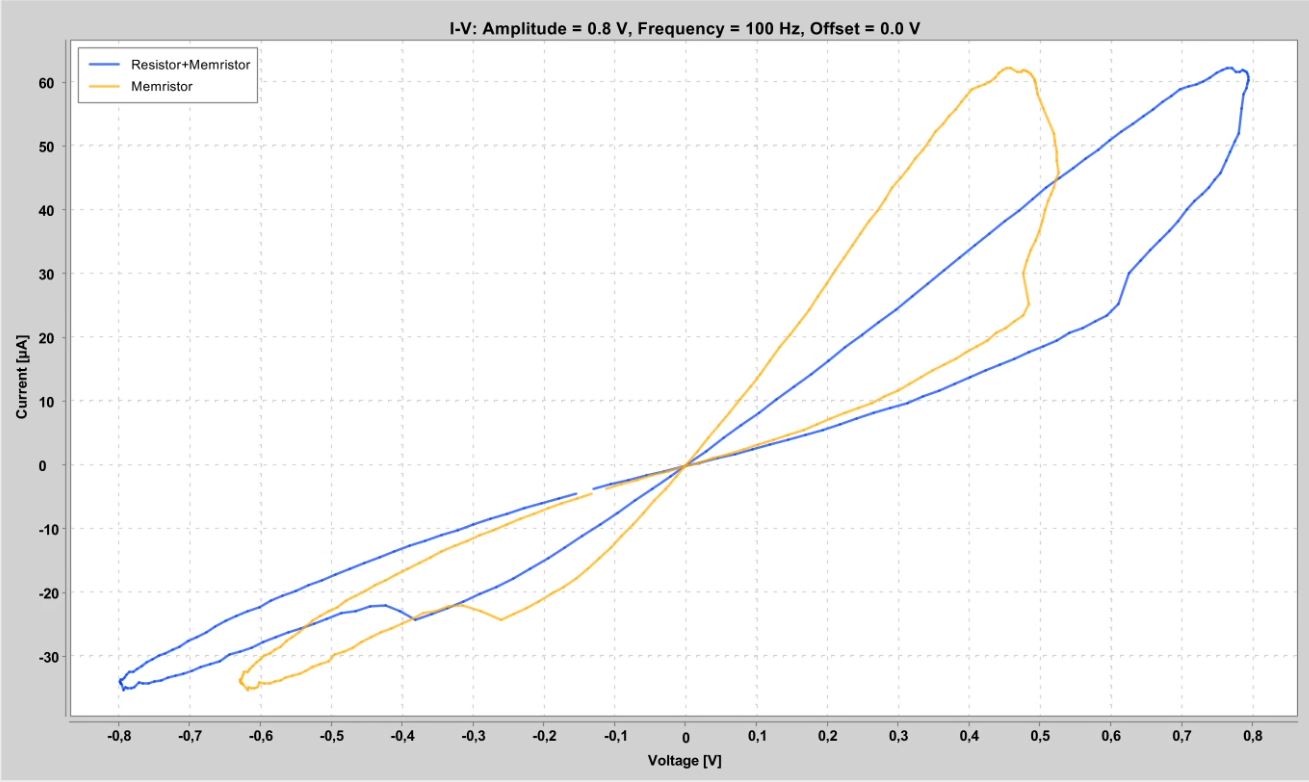 I-V: Amplitude = 0.8 V, Frequency = 100 Hz, Offset = 0.0 V
Resistor+Memristor
Memristor
60
50
40
30
20
10
0
-10
-20
-30
Current [µA]
-0,8 -0,7 -0,6 -0,5 -0,4 -0,3 -0,2 -0,1 0 0,1 0,2 0,3 0,4 0,5 0,6 0,7 0,8
Voltage [V]